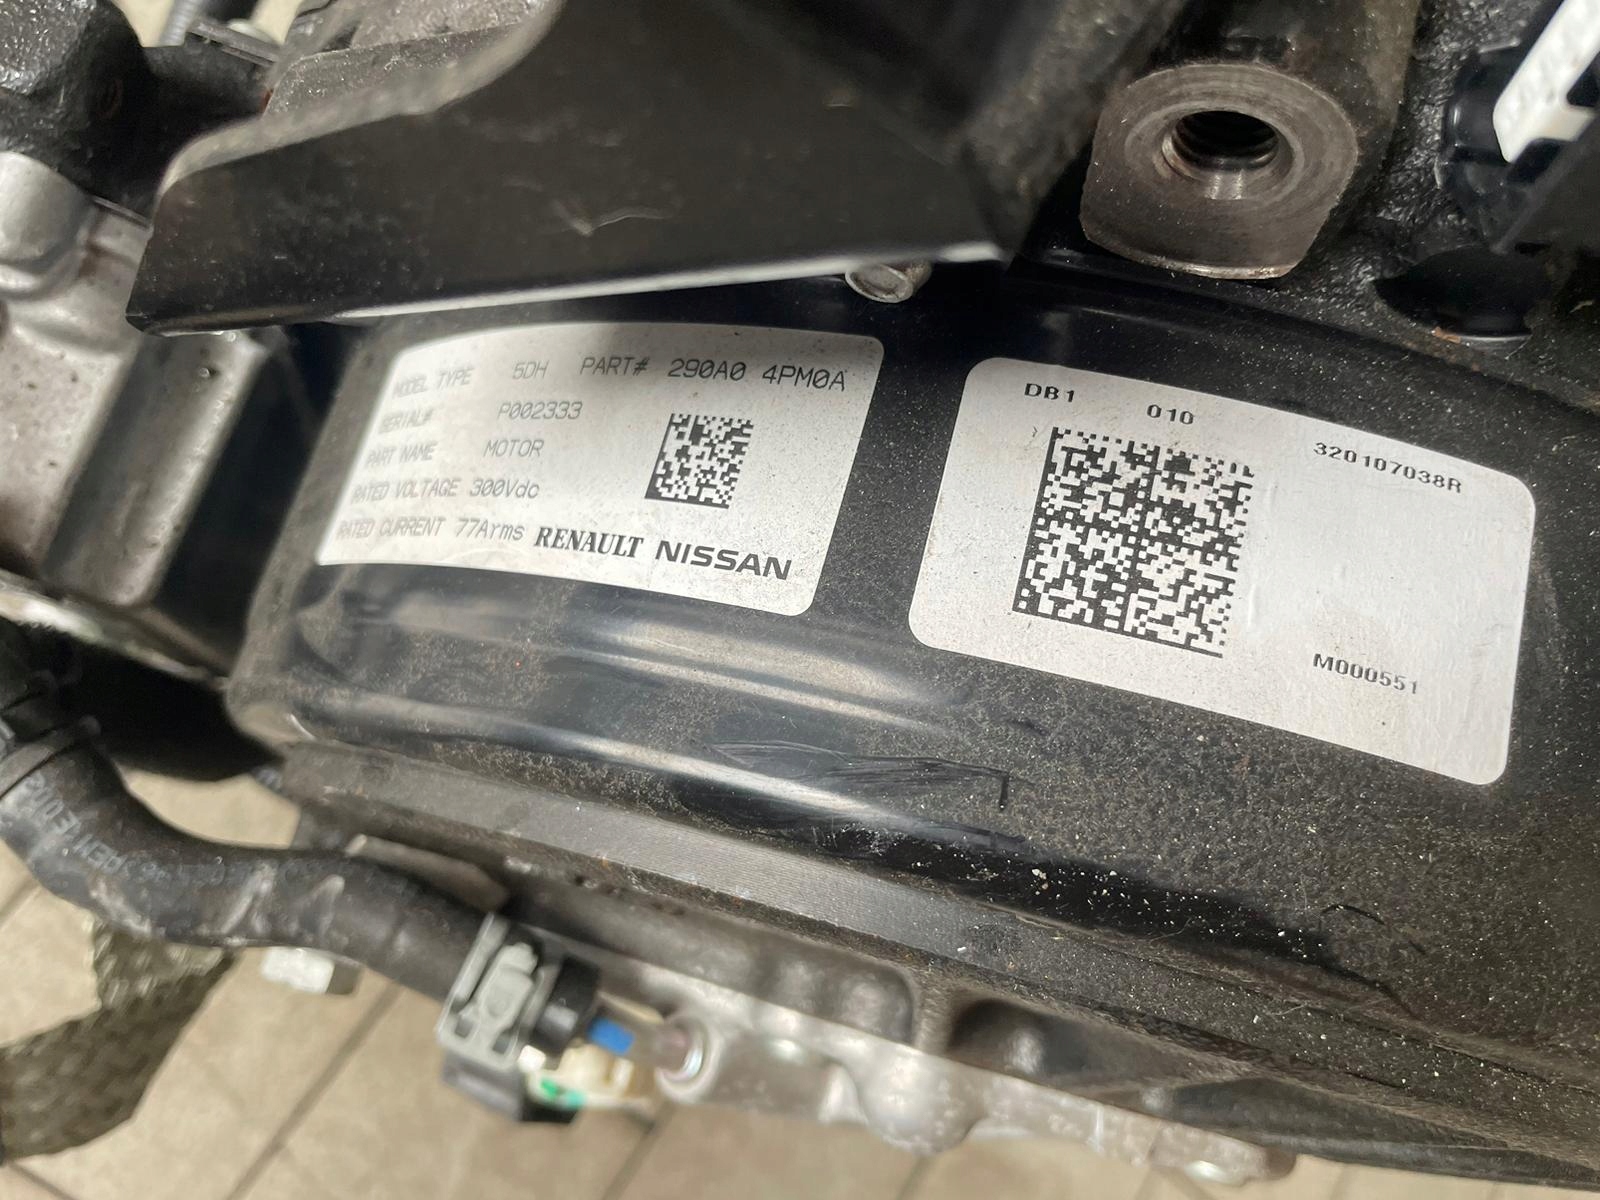 MODEL TYPE 5DH PART# 290A0 4PM0A
SERIAL# P002333
PART NAME MOTOR
RATED VOLTAGE 300Vdc
RATED CURRENT 77Arms RENAULT NISSAN
DB1 010 320107038R
M000551